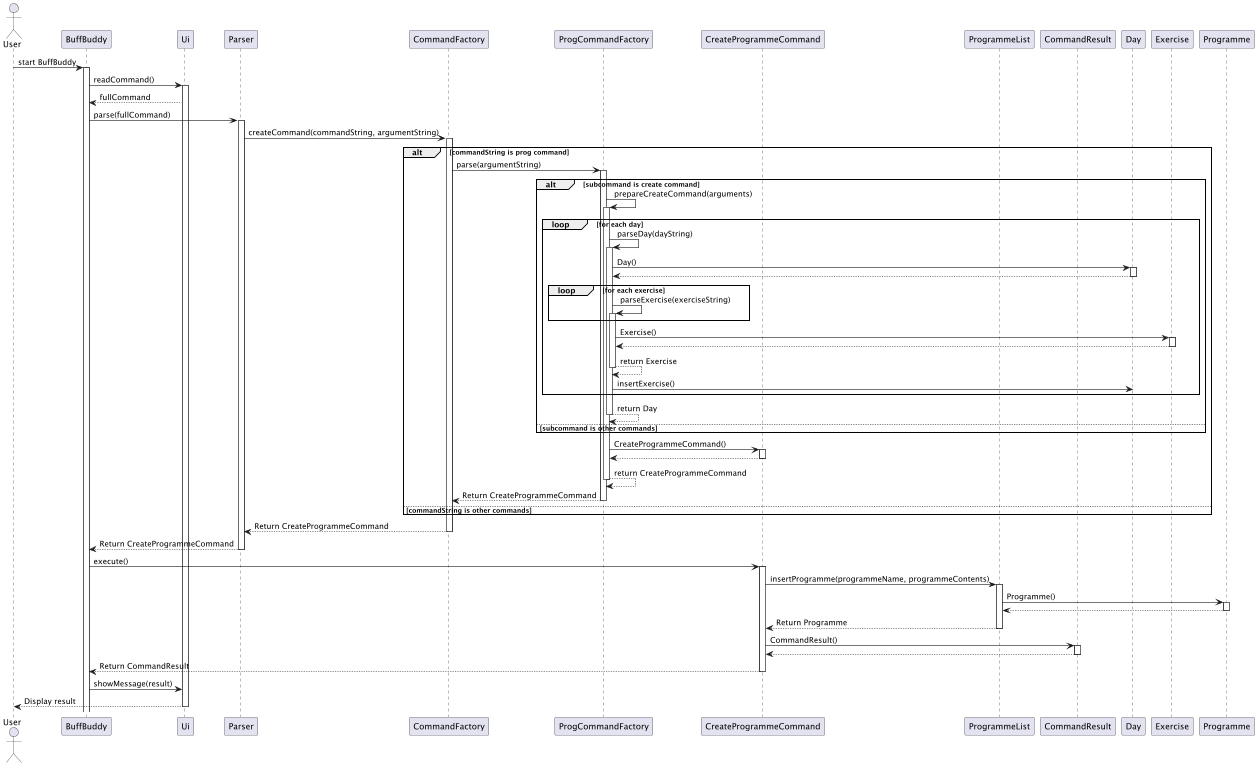 User
BuffBuddy
Ui
Parser
CommandFactory
ProgCommandFactory
CreateProgrammeCommand
ProgrammeList
CommandResult
Day
Exercise
Programme
start BuffBuddy
readCommand()
fullCommand
parse(fullCommand)
createCommand(commandString, argumentString)
alt
[commandString is prog command]
parse(argumentString)
alt
[subcommand is create command]
prepareCreateCommand(arguments)
loop
[for each day]
parseDay(dayString)
Day()
loop
[for each exercise]
parseExercise(exerciseString)
Exercise()
return Exercise
insertExercise()
return Day
[subcommand is other commands]
CreateProgrammeCommand()
return CreateProgrammeCommand
Return CreateProgrammeCommand
[commandString is other commands]
Return CreateProgrammeCommand
Return CreateProgrammeCommand
execute()
insertProgramme(programmeName, programmeContents)
Programme()
Return Programme
CommandResult()
Return CommandResult
showMessage(result)
Display result
User
BuffBuddy
Ui
Parser
CommandFactory
ProgCommandFactory
CreateProgrammeCommand
ProgrammeList
CommandResult
Day
Exercise
Programme